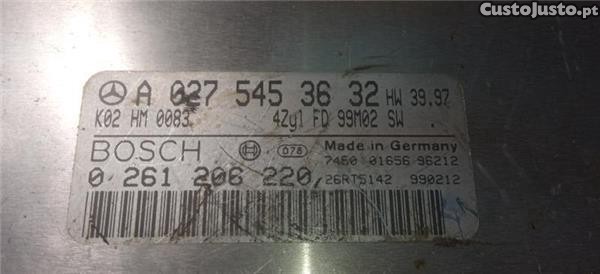 CustoJusto.pt
A 027 545 36 32 HW 39.97
K02 HM 0083 4Zyl FD 99M02 SW .
BOSCH 078 Made in Germany
7450 01656 96212
0 261 206 220, 26RT5142 990212